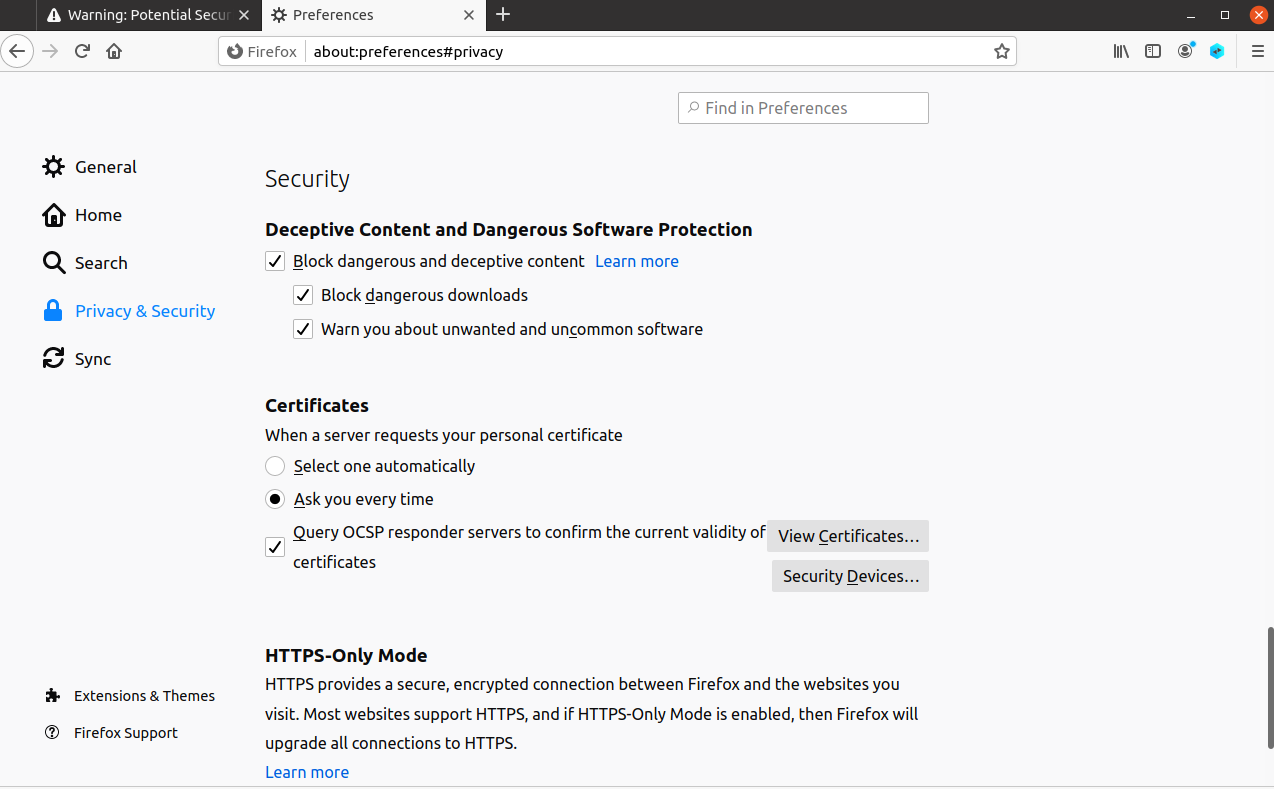 Warning: Potential Secur
Preferences
Firefox about:preferences#privacy
Find in Preferences
General
Home
Search
Privacy & Security
Sync
Extensions & Themes
Firefox Support
Security
Deceptive Content and Dangerous Software Protection
Block dangerous and deceptive content Learn more
Block dangerous downloads
Warn you about unwanted and uncommon software
Certificates
When a server requests your personal certificate
Select one automatically
Ask you every time
Query OCSP responder servers to confirm the current validity of
certificates
View Certificates…
Security Devices…
HTTPS-Only Mode
HTTPS provides a secure, encrypted connection between Firefox and the websites you
visit. Most websites support HTTPS, and if HTTPS-Only Mode is enabled, then Firefox will
upgrade all connections to HTTPS.
Learn more